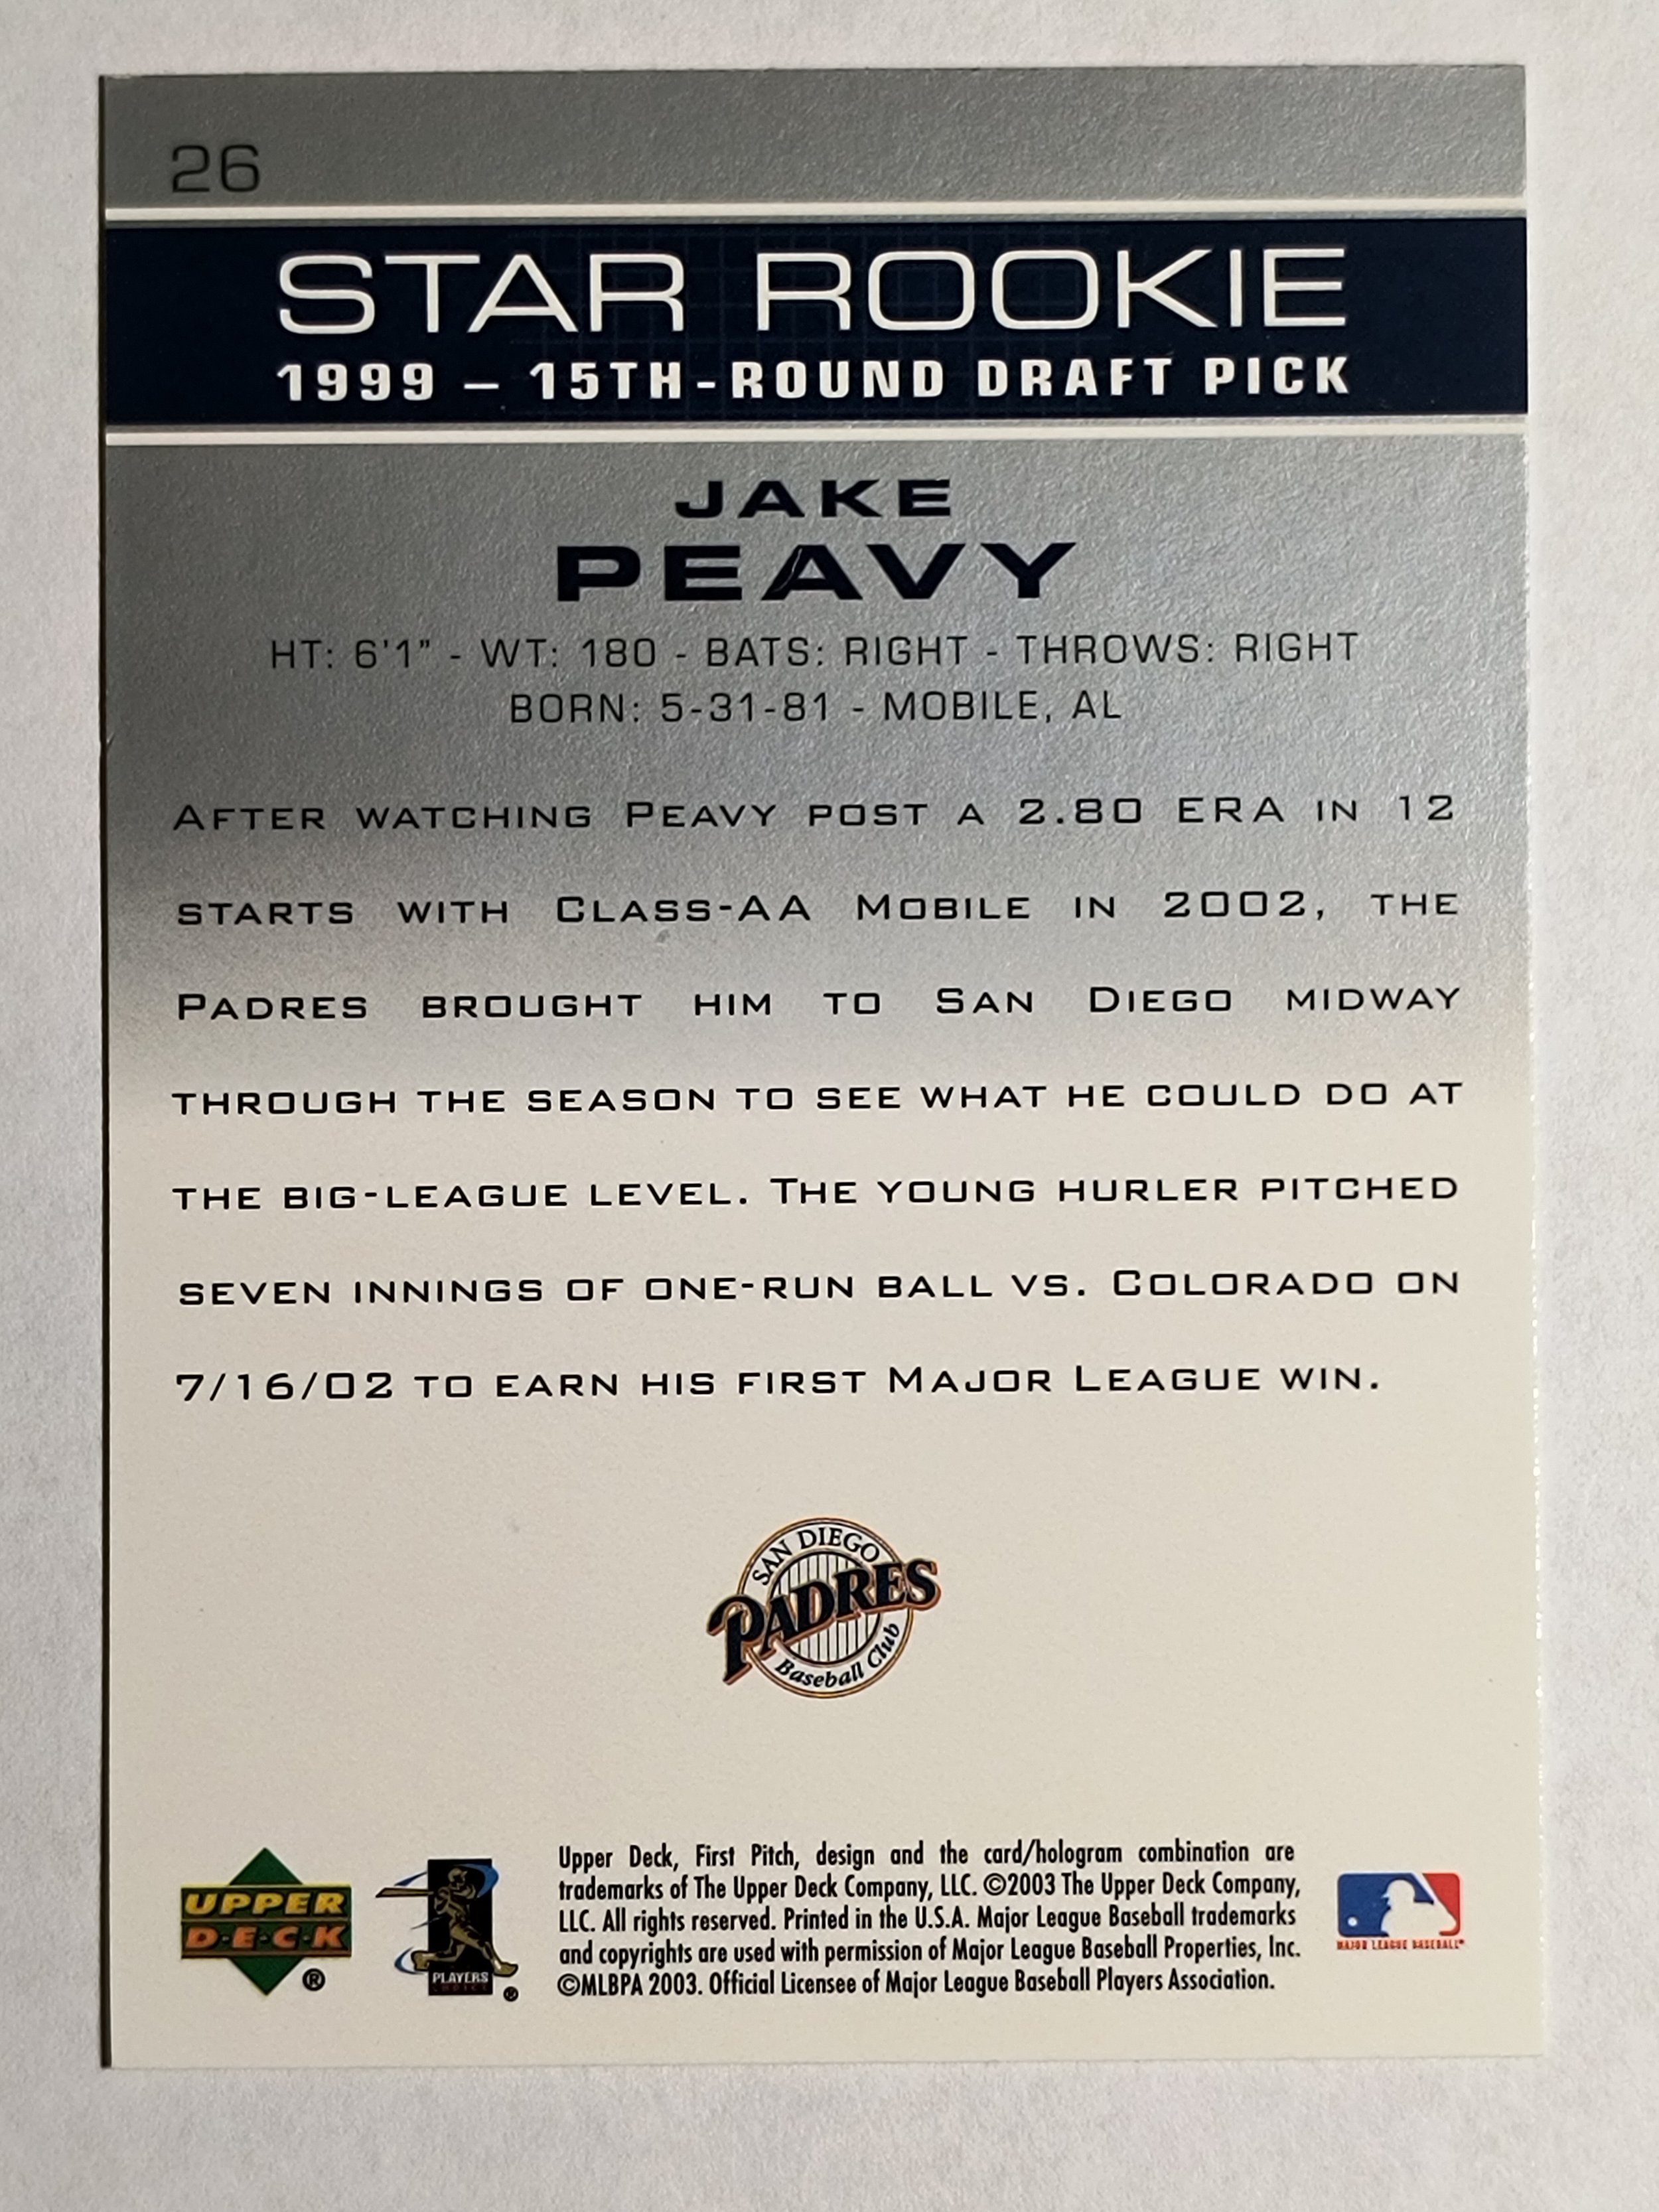 26
STAR ROOKIE
1999 – 15TH-ROUND DRAFT PICK
JAKE
PEAVY
HT: 6'1" - WT: 180 - BATS: RIGHT - THROWS: RIGHT
BORN: 5-31-81 - MOBILE, AL
AFTER WATCHING PEAVY POST A 2.80 ERA IN 12
STARTS WITH CLASS-AA MOBILE IN 2002, THE
PADRES BROUGHT HIM TO SAN DIEGO MIDWAY
THROUGH THE SEASON TO SEE WHAT HE COULD DO AT
THE BIG-LEAGUE LEVEL. THE YOUNG HURLER PITCHED
SEVEN INNINGS OF ONE-RUN BALL VS. COLORADO ON
7/16/02 TO EARN HIS FIRST MAJOR LEAGUE WIN.
SAN DIEGO
PADRES
Baseball Club
UPPER
D·E·C·K
®
PLAYERS
CHOICE
®
Upper Deck, First Pitch, design and the card/hologram combination are
trademarks of The Upper Deck Company, LLC. ©2003 The Upper Deck Company,
LLC. All rights reserved. Printed in the U.S.A. Major League Baseball trademarks
and copyrights are used with permission of Major League Baseball Properties, Inc.
©MLBPA 2003. Official Licensee of Major League Baseball Players Association.
MAJOR LEAGUE BASEBALL®